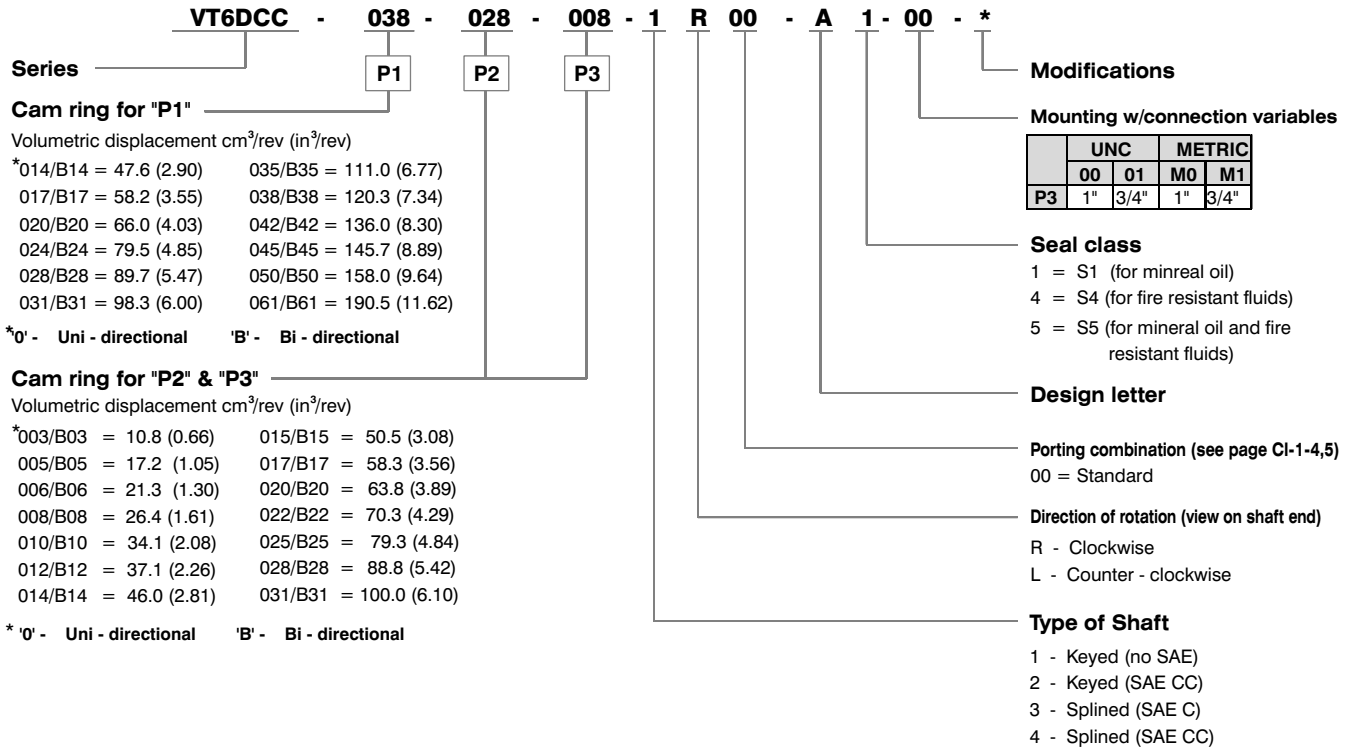 VT6DCC - 038 - 028 - 008 - 1 R 00 - A 1 - 00 - *
P1 P2 P3
Series
Cam ring for "P1"
Volumetric displacement cm³/rev (in³/rev)
*014/B14 = 47.6 (2.90) 035/B35 = 111.0 (6.77)
017/B17 = 58.2 (3.55) 038/B38 = 120.3 (7.34)
020/B20 = 66.0 (4.03) 042/B42 = 136.0 (8.30)
024/B24 = 79.5 (4.85) 045/B45 = 145.7 (8.89)
028/B28 = 89.7 (5.47) 050/B50 = 158.0 (9.64)
031/B31 = 98.3 (6.00) 061/B61 = 190.5 (11.62)
*'0' - Uni - directional 'B' - Bi - directional
Cam ring for "P2" & "P3"
Volumetric displacement cm³/rev (in³/rev)
*003/B03 = 10.8 (0.66) 015/B15 = 50.5 (3.08)
005/B05 = 17.2 (1.05) 017/B17 = 58.3 (3.56)
006/B06 = 21.3 (1.30) 020/B20 = 63.8 (3.89)
008/B08 = 26.4 (1.61) 022/B22 = 70.3 (4.29)
010/B10 = 34.1 (2.08) 025/B25 = 79.3 (4.84)
012/B12 = 37.1 (2.26) 028/B28 = 88.8 (5.42)
014/B14 = 46.0 (2.81) 031/B31 = 100.0 (6.10)
* '0' - Uni - directional 'B' - Bi - directional
Modifications
Mounting w/connection variables
UNC METRIC
00 01 M0 M1
P3 1" 3/4" 1" 3/4"
Seal class
1 = S1 (for minreal oil)
4 = S4 (for fire resistant fluids)
5 = S5 (for mineral oil and fire
resistant fluids)
Design letter
Porting combination (see page CI-1-4,5)
00 = Standard
Direction of rotation (view on shaft end)
R - Clockwise
L - Counter - clockwise
Type of Shaft
1 - Keyed (no SAE)
2 - Keyed (SAE CC)
3 - Splined (SAE C)
4 - Splined (SAE CC)